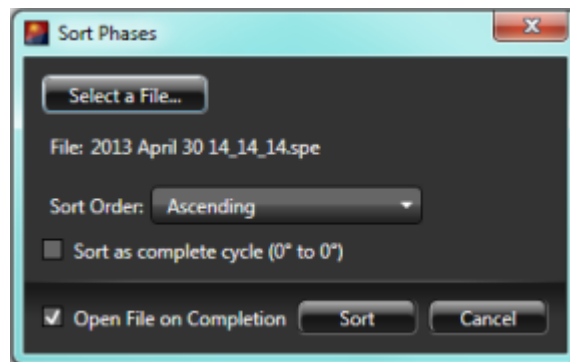 Sort Phases
Select a File...
File: 2013 April 30 14_14_14.spe
Sort Order: Ascending
Sort as complete cycle (0° to 0°)
Open File on Completion Sort Cancel